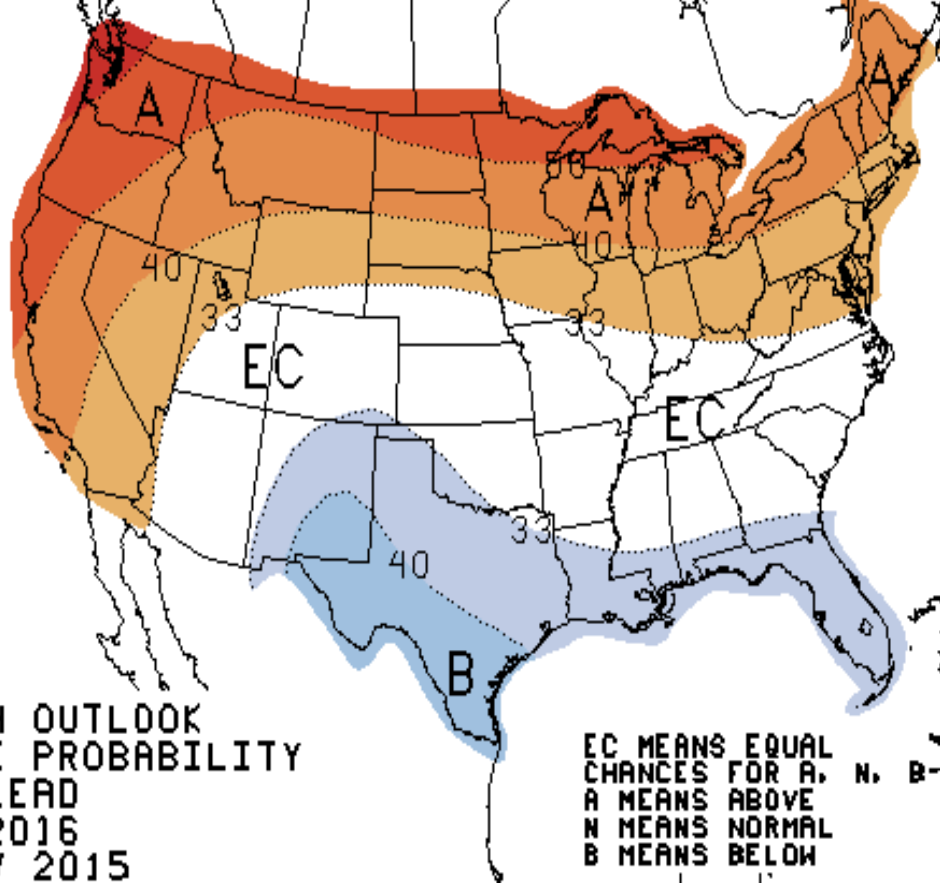 A
A
50
A
40
40
33
33
EC
EC
33
40
B
OUTLOOK
PROBABILITY
EAD
2016
2015
EC MEANS EQUAL
CHANCES FOR A, N, B-
A MEANS ABOVE
N MEANS NORMAL
B MEANS BELOW